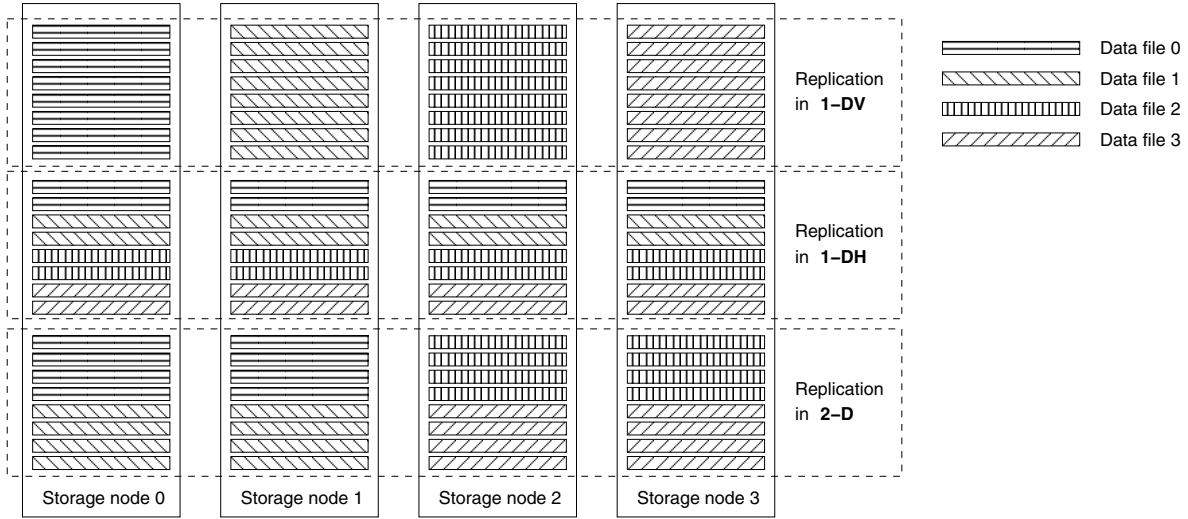 Data file 0
Data file 1
Data file 2
Data file 3
Replication
in 1–DV
Replication
in 1–DH
Replication
in 2–D
Storage node 0
Storage node 1
Storage node 2
Storage node 3